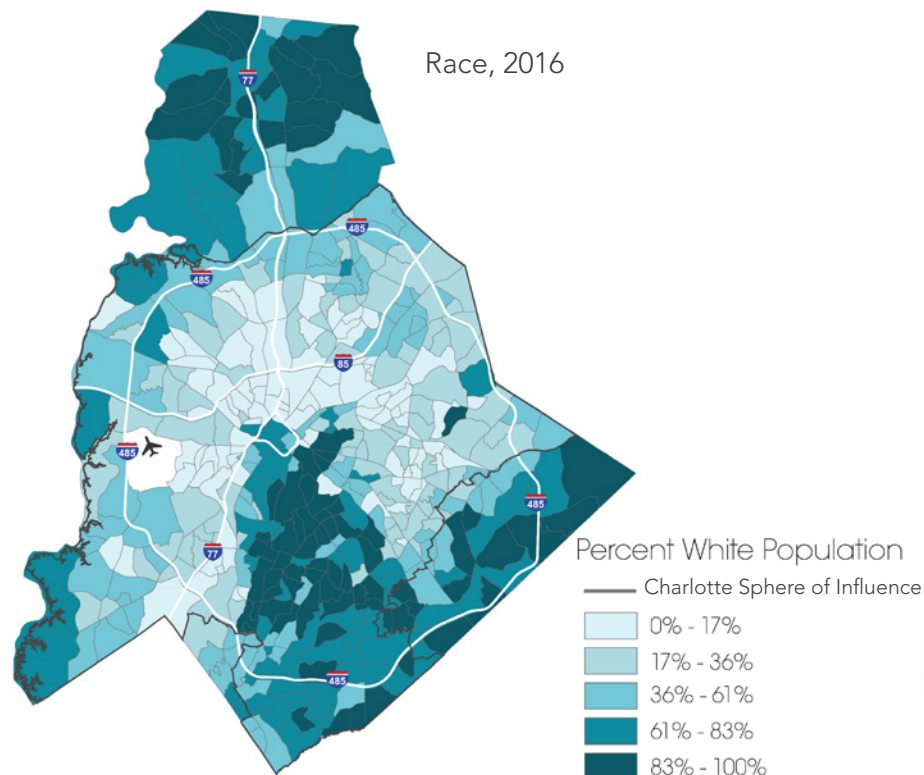 Race, 2016
77
485
485
85
485
485
77
485
Percent White Population
Charlotte Sphere of Influence
0% - 17%
17% - 36%
36% - 61%
61% - 83%
83% - 100%